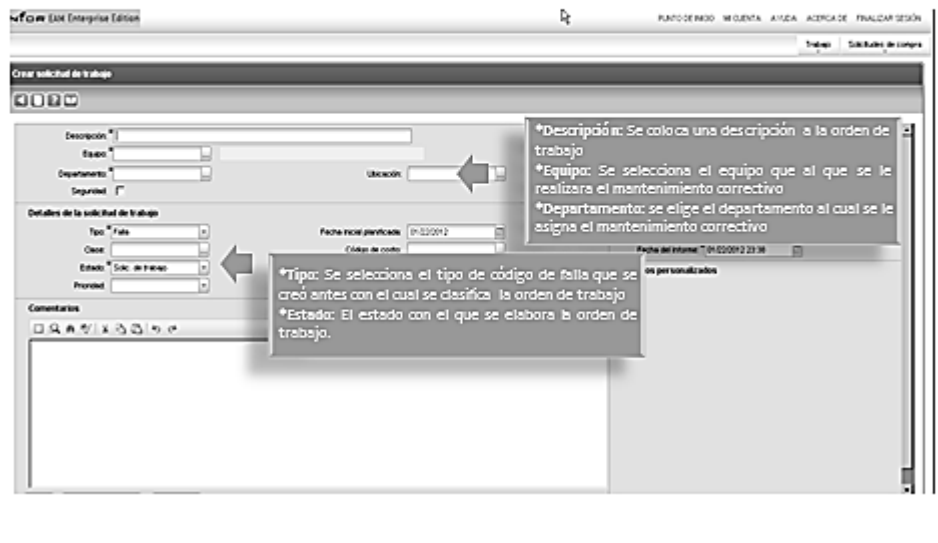 infor EAM Enterprise Edition
PUNTO DE INICIO MI CUENTA AYUDA ACERCA DE FINALIZAR SESIÓN
Trabajo Solicitudes de compra
Crear solicitud de trabajo
Descripción: *
Equipo: *
Departamento: *
Ubicación:
Seguridad:
*Descripción: Se coloca una descripción a la orden de
trabajo
*Equipo: Se selecciona el equipo que al que se le
realizara el mantenimiento correctivo
*Departamento: se elige el departamento al cual se le
asigna el mantenimiento correctivo
Detalles de la solicitud de trabajo
Tipo: * Falla
Fecha inicial planificada: 01/22/2012
Clase:
Código de costo:
Fecha del informe: * 01/22/2012 23:38
Estado: * Solic. de trabajo
Prioridad:
os personalizados
*Tipo: Se selecciona el tipo de código de falla que se
creó antes con el cual se clasifica la orden de trabajo
*Estado: El estado con el que se elabora la orden de
trabajo.
Comentarios